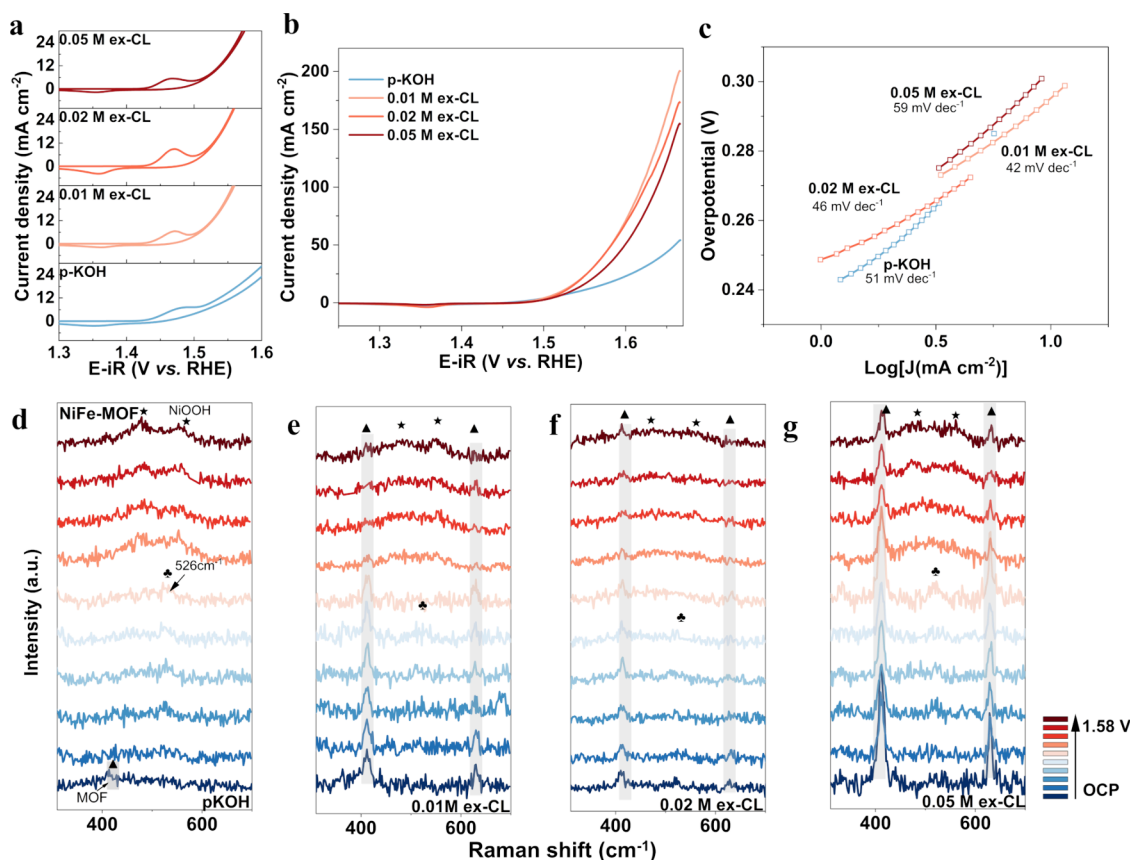 a
0.05 M ex-CL
0.02 M ex-CL
0.01 M ex-CL
p-KOH
24
12
0
24
12
0
24
12
0
24
12
0
1.3
1.4
1.5
1.6
Current density (mA cm-2)
E-iR (V vs. RHE)
b
p-KOH
0.01 M ex-CL
0.02 M ex-CL
0.05 M ex-CL
200
150
100
50
0
1.3
1.4
1.5
1.6
Current density (mA cm-2)
E-iR (V vs. RHE)
c
0.05 M ex-CL
59 mV dec-1
0.01 M ex-CL
42 mV dec-1
0.02 M ex-CL
46 mV dec-1
p-KOH
51 mV dec-1
0.30
0.28
0.26
0.24
0.0
0.5
1.0
Overpotential (V)
Log[J(mA cm-2)]
d
NiFe-MOF
NiOOH
526cm-1
MOF
pKOH
400
600
e
0.01M ex-CL
400
600
f
0.02 M ex-CL
400
600
g
0.05 M ex-CL
400
600
1.58 V
OCP
Intensity (a.u.)
Raman shift (cm-1)